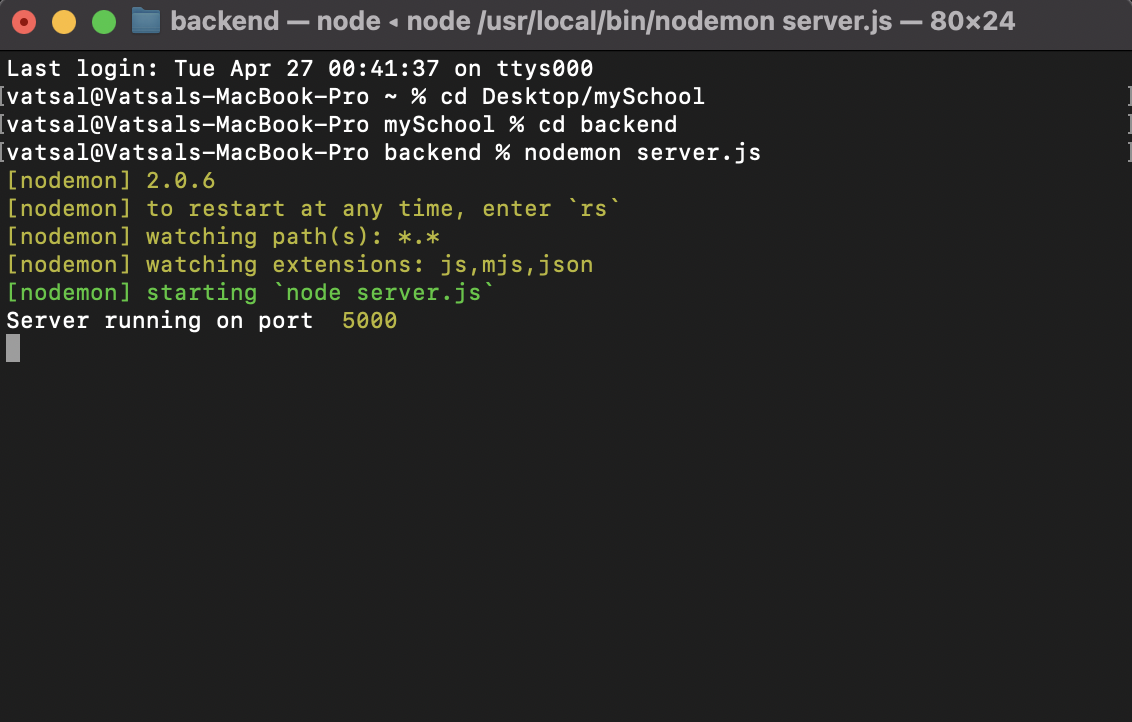 backend — node ◂ node /usr/local/bin/nodemon server.js — 80×24
Last login: Tue Apr 27 00:41:37 on ttys000
[vatsal@Vatsals-MacBook-Pro ~ % cd Desktop/mySchool ]
[vatsal@Vatsals-MacBook-Pro mySchool % cd backend ]
[vatsal@Vatsals-MacBook-Pro backend % nodemon server.js ]
[nodemon] 2.0.6
[nodemon] to restart at any time, enter `rs`
[nodemon] watching path(s): *.*
[nodemon] watching extensions: js,mjs,json
[nodemon] starting `node server.js`
Server running on port  5000